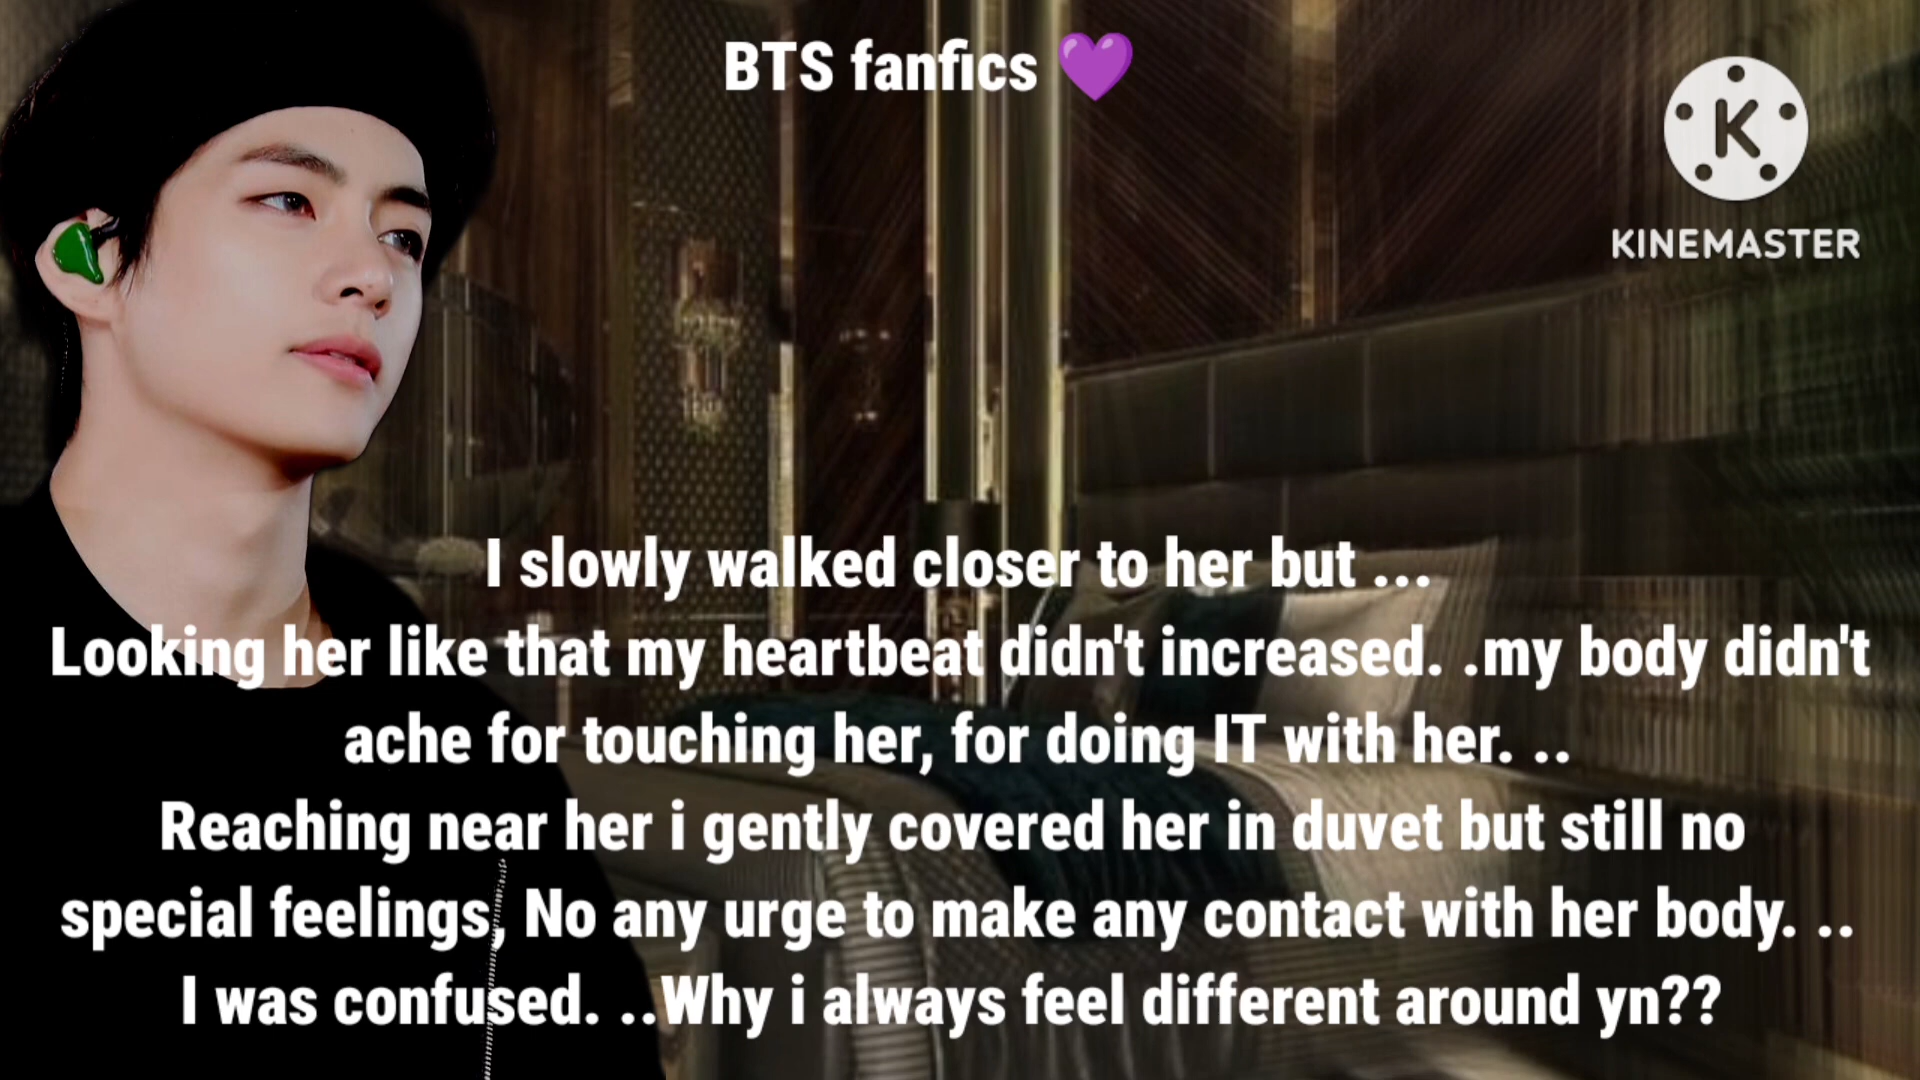 BTS fanfics 💜
K
KINEMASTER
I slowly walked closer to her but ...
Looking her like that my heartbeat didn't increased. .my body didn't
ache for touching her, for doing IT with her. ..
Reaching near her i gently covered her in duvet but still no
special feelings, No any urge to make any contact with her body. ..
I was confused. ..Why i always feel different around yn??